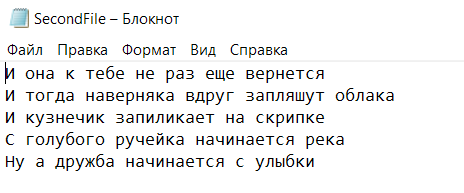 SecondFile – Блокнот
Файл Правка Формат Вид Справка
И она к тебе не раз еще вернется
И тогда наверняка вдруг запляшут облака
И кузнечик запиликает на скрипке
С голубого ручейка начинается река
Ну а дружба начинается с улыбки